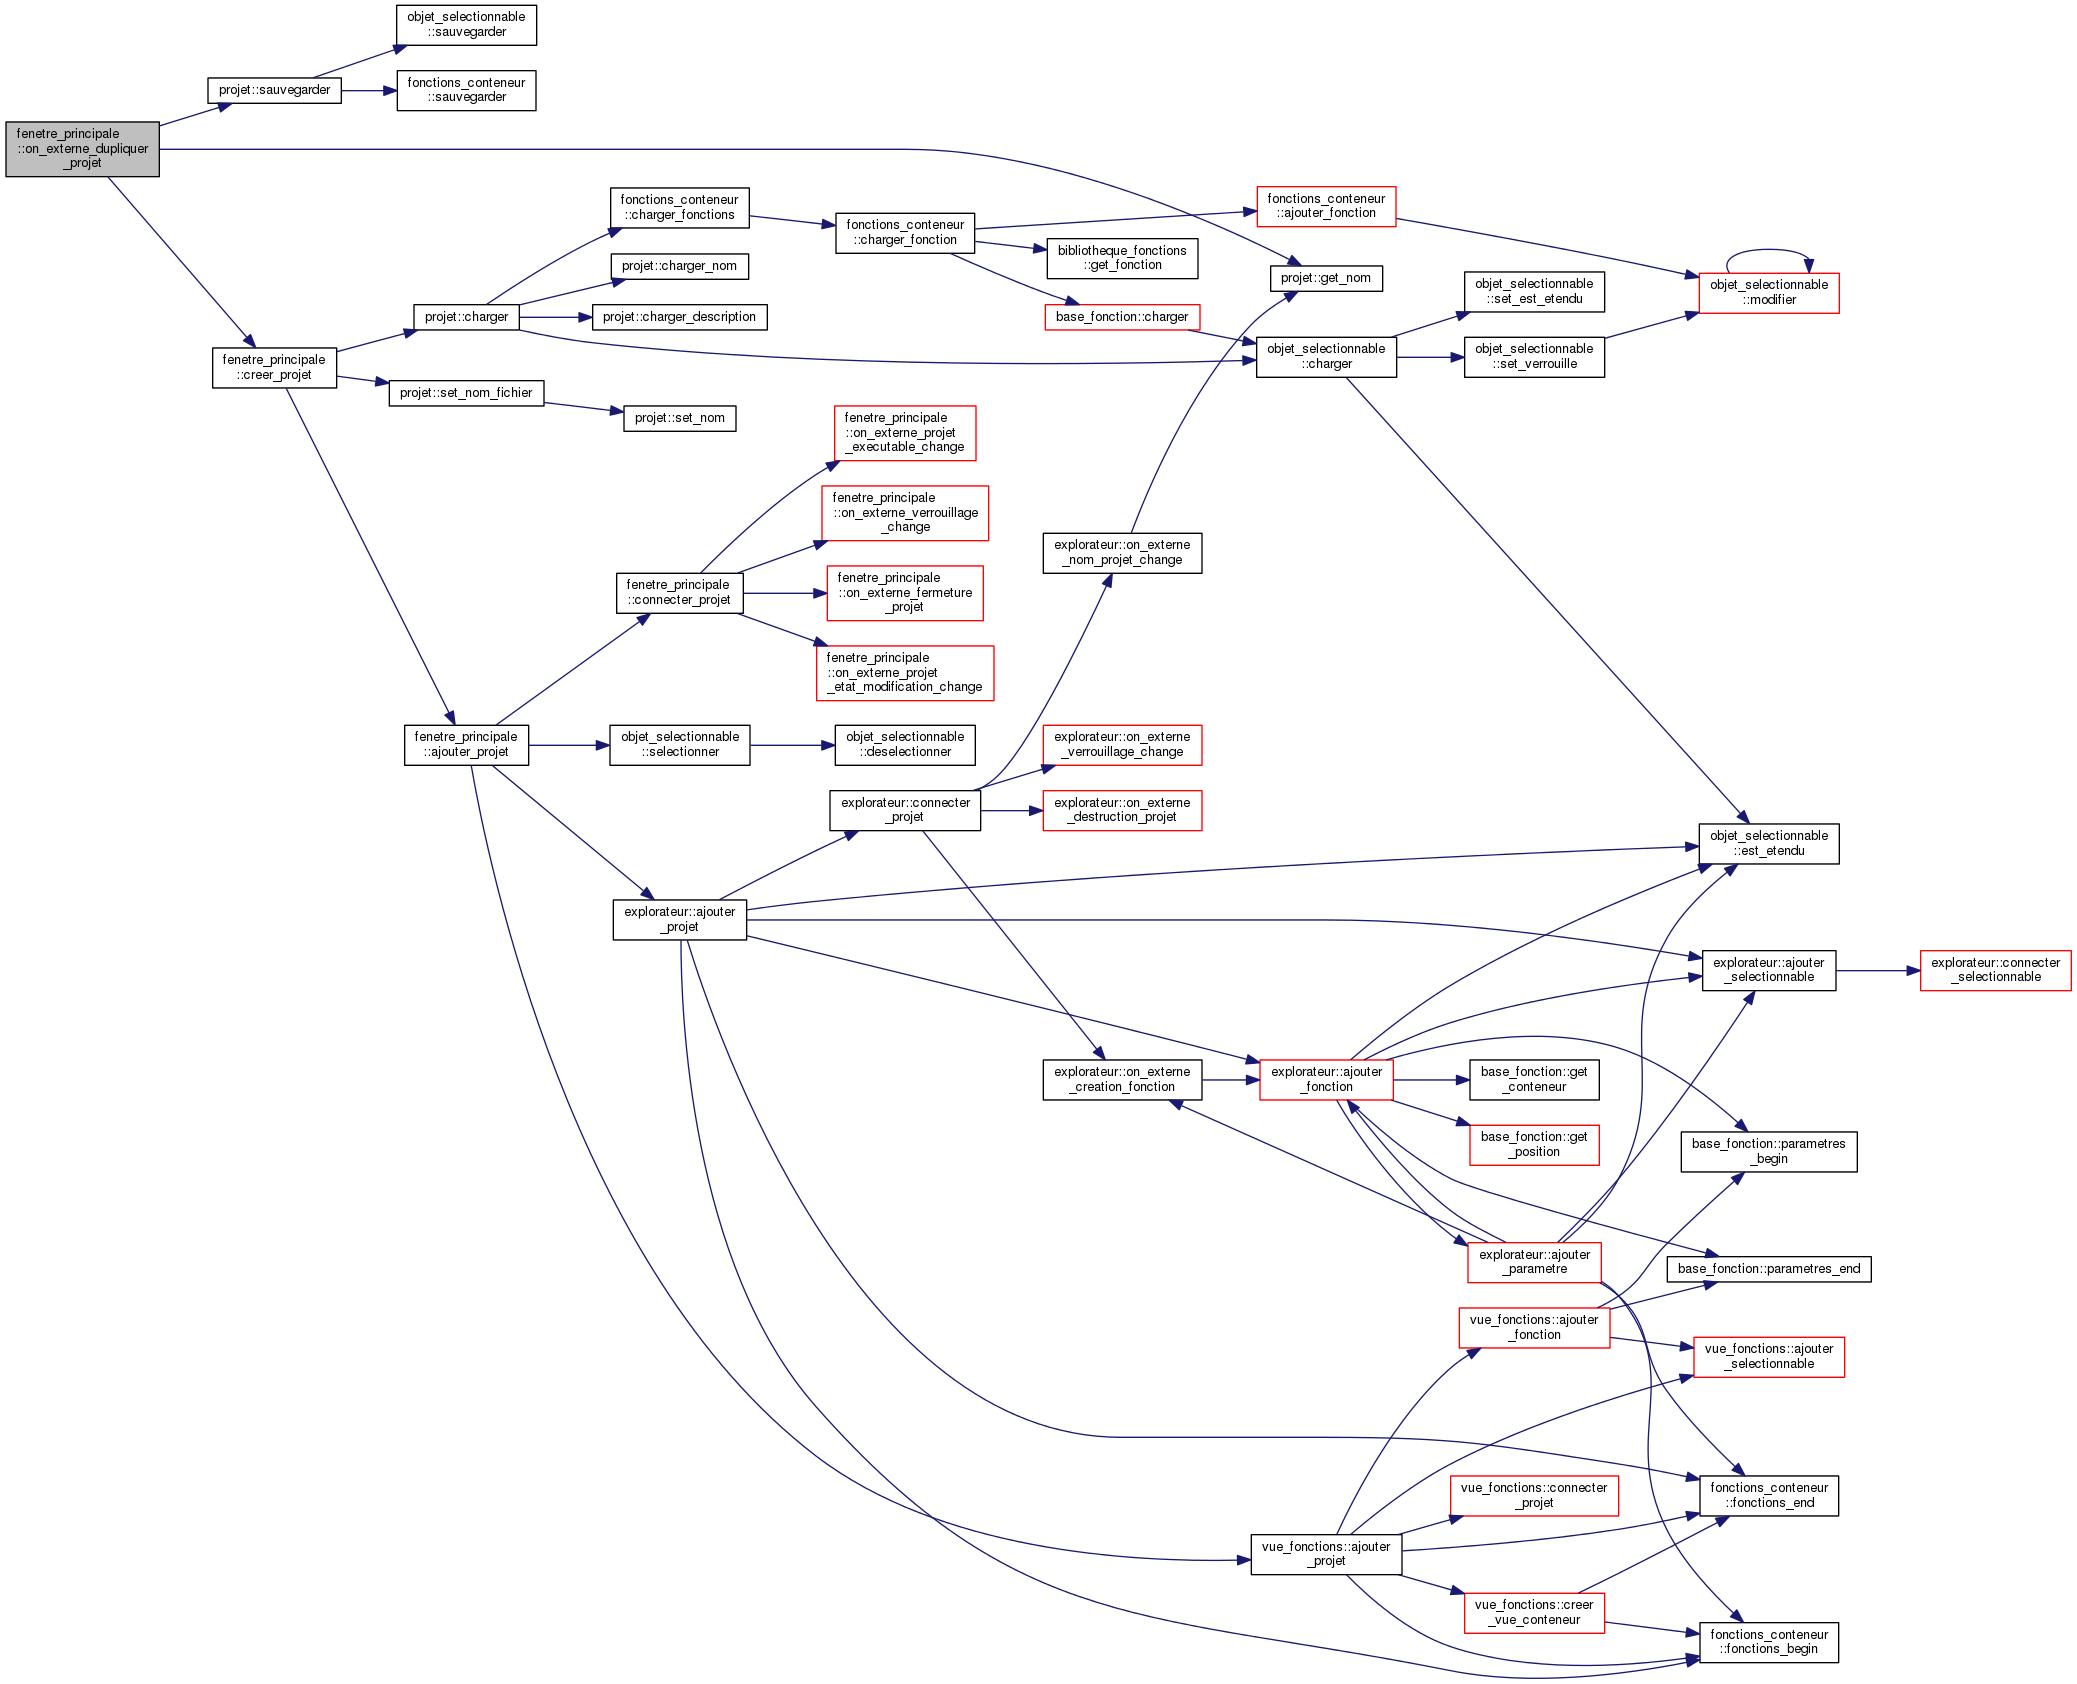 objet_selectionnable
::sauvegarder
projet::sauvegarder
fonctions_conteneur
::sauvegarder
fenetre_principale
::on_externe_dupliquer
_projet
fonctions_conteneur
::charger_fonctions
fonctions_conteneur
::charger_fonction
fonctions_conteneur
::ajouter_fonction
bibliotheque_fonctions
::get_fonction
projet::charger_nom
projet::get_nom
objet_selectionnable
::set_est_etendu
objet_selectionnable
::modifier
projet::charger
projet::charger_description
base_fonction::charger
fenetre_principale
::creer_projet
objet_selectionnable
::charger
objet_selectionnable
::set_verrouille
projet::set_nom_fichier
projet::set_nom
fenetre_principale
::on_externe_projet
_executable_change
fenetre_principale
::on_externe_verrouillage
_change
explorateur::on_externe
_nom_projet_change
fenetre_principale
::connecter_projet
fenetre_principale
::on_externe_fermeture
_projet
fenetre_principale
::on_externe_projet
_etat_modification_change
fenetre_principale
::ajouter_projet
objet_selectionnable
::selectionner
objet_selectionnable
::deselectionner
explorateur::on_externe
_verrouillage_change
explorateur::connecter
_projet
explorateur::on_externe
_destruction_projet
objet_selectionnable
::est_etendu
explorateur::ajouter
_projet
explorateur::ajouter
_selectionnable
explorateur::connecter
_selectionnable
explorateur::on_externe
_creation_fonction
explorateur::ajouter
_fonction
base_fonction::get
_conteneur
base_fonction::get
_position
base_fonction::parametres
_begin
explorateur::ajouter
_parametre
base_fonction::parametres_end
vue_fonctions::ajouter
_fonction
vue_fonctions::ajouter
_selectionnable
vue_fonctions::connecter
_projet
fonctions_conteneur
::fonctions_end
vue_fonctions::ajouter
_projet
vue_fonctions::creer
_vue_conteneur
fonctions_conteneur
::fonctions_begin